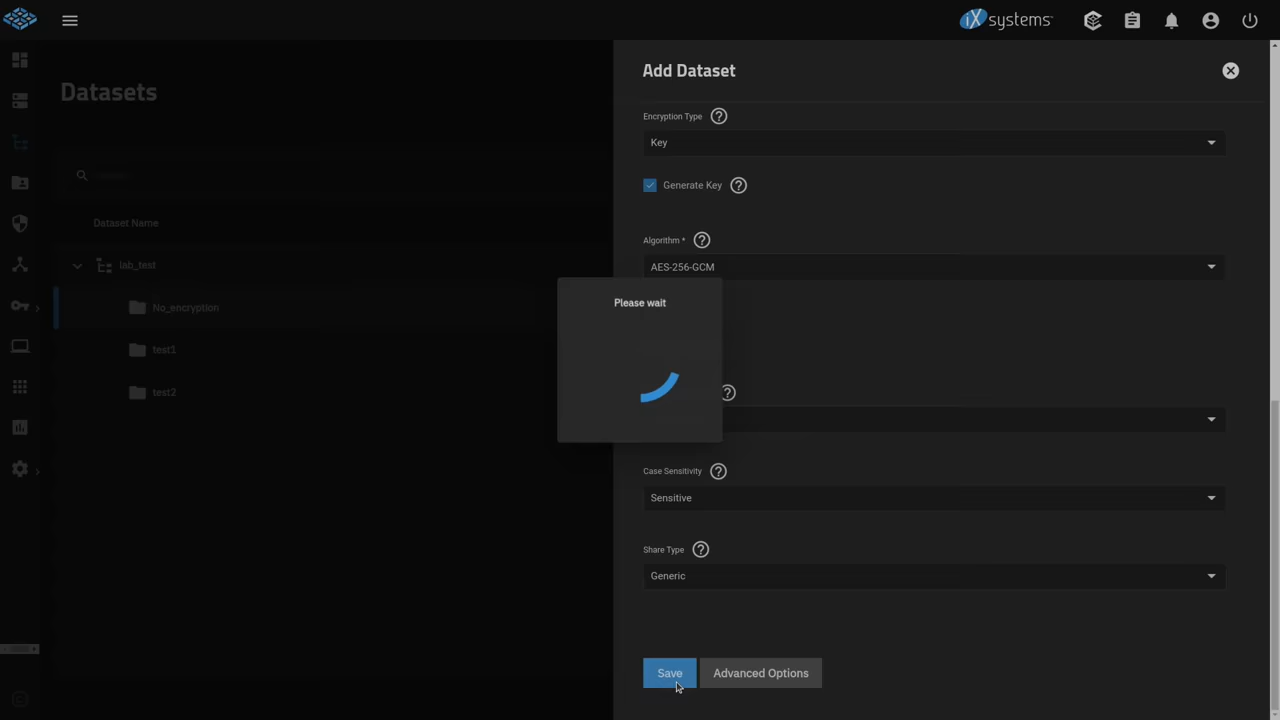 iX systems
Add Dataset
Datasets
Encryption Type
Key
Generate Key
Dataset Name
Algorithm *
lab_test
AES-256-GCM
Please wait
No_encryption
test1
test2
Case Sensitivity
Sensitive
Share Type
Generic
Save
Advanced Options